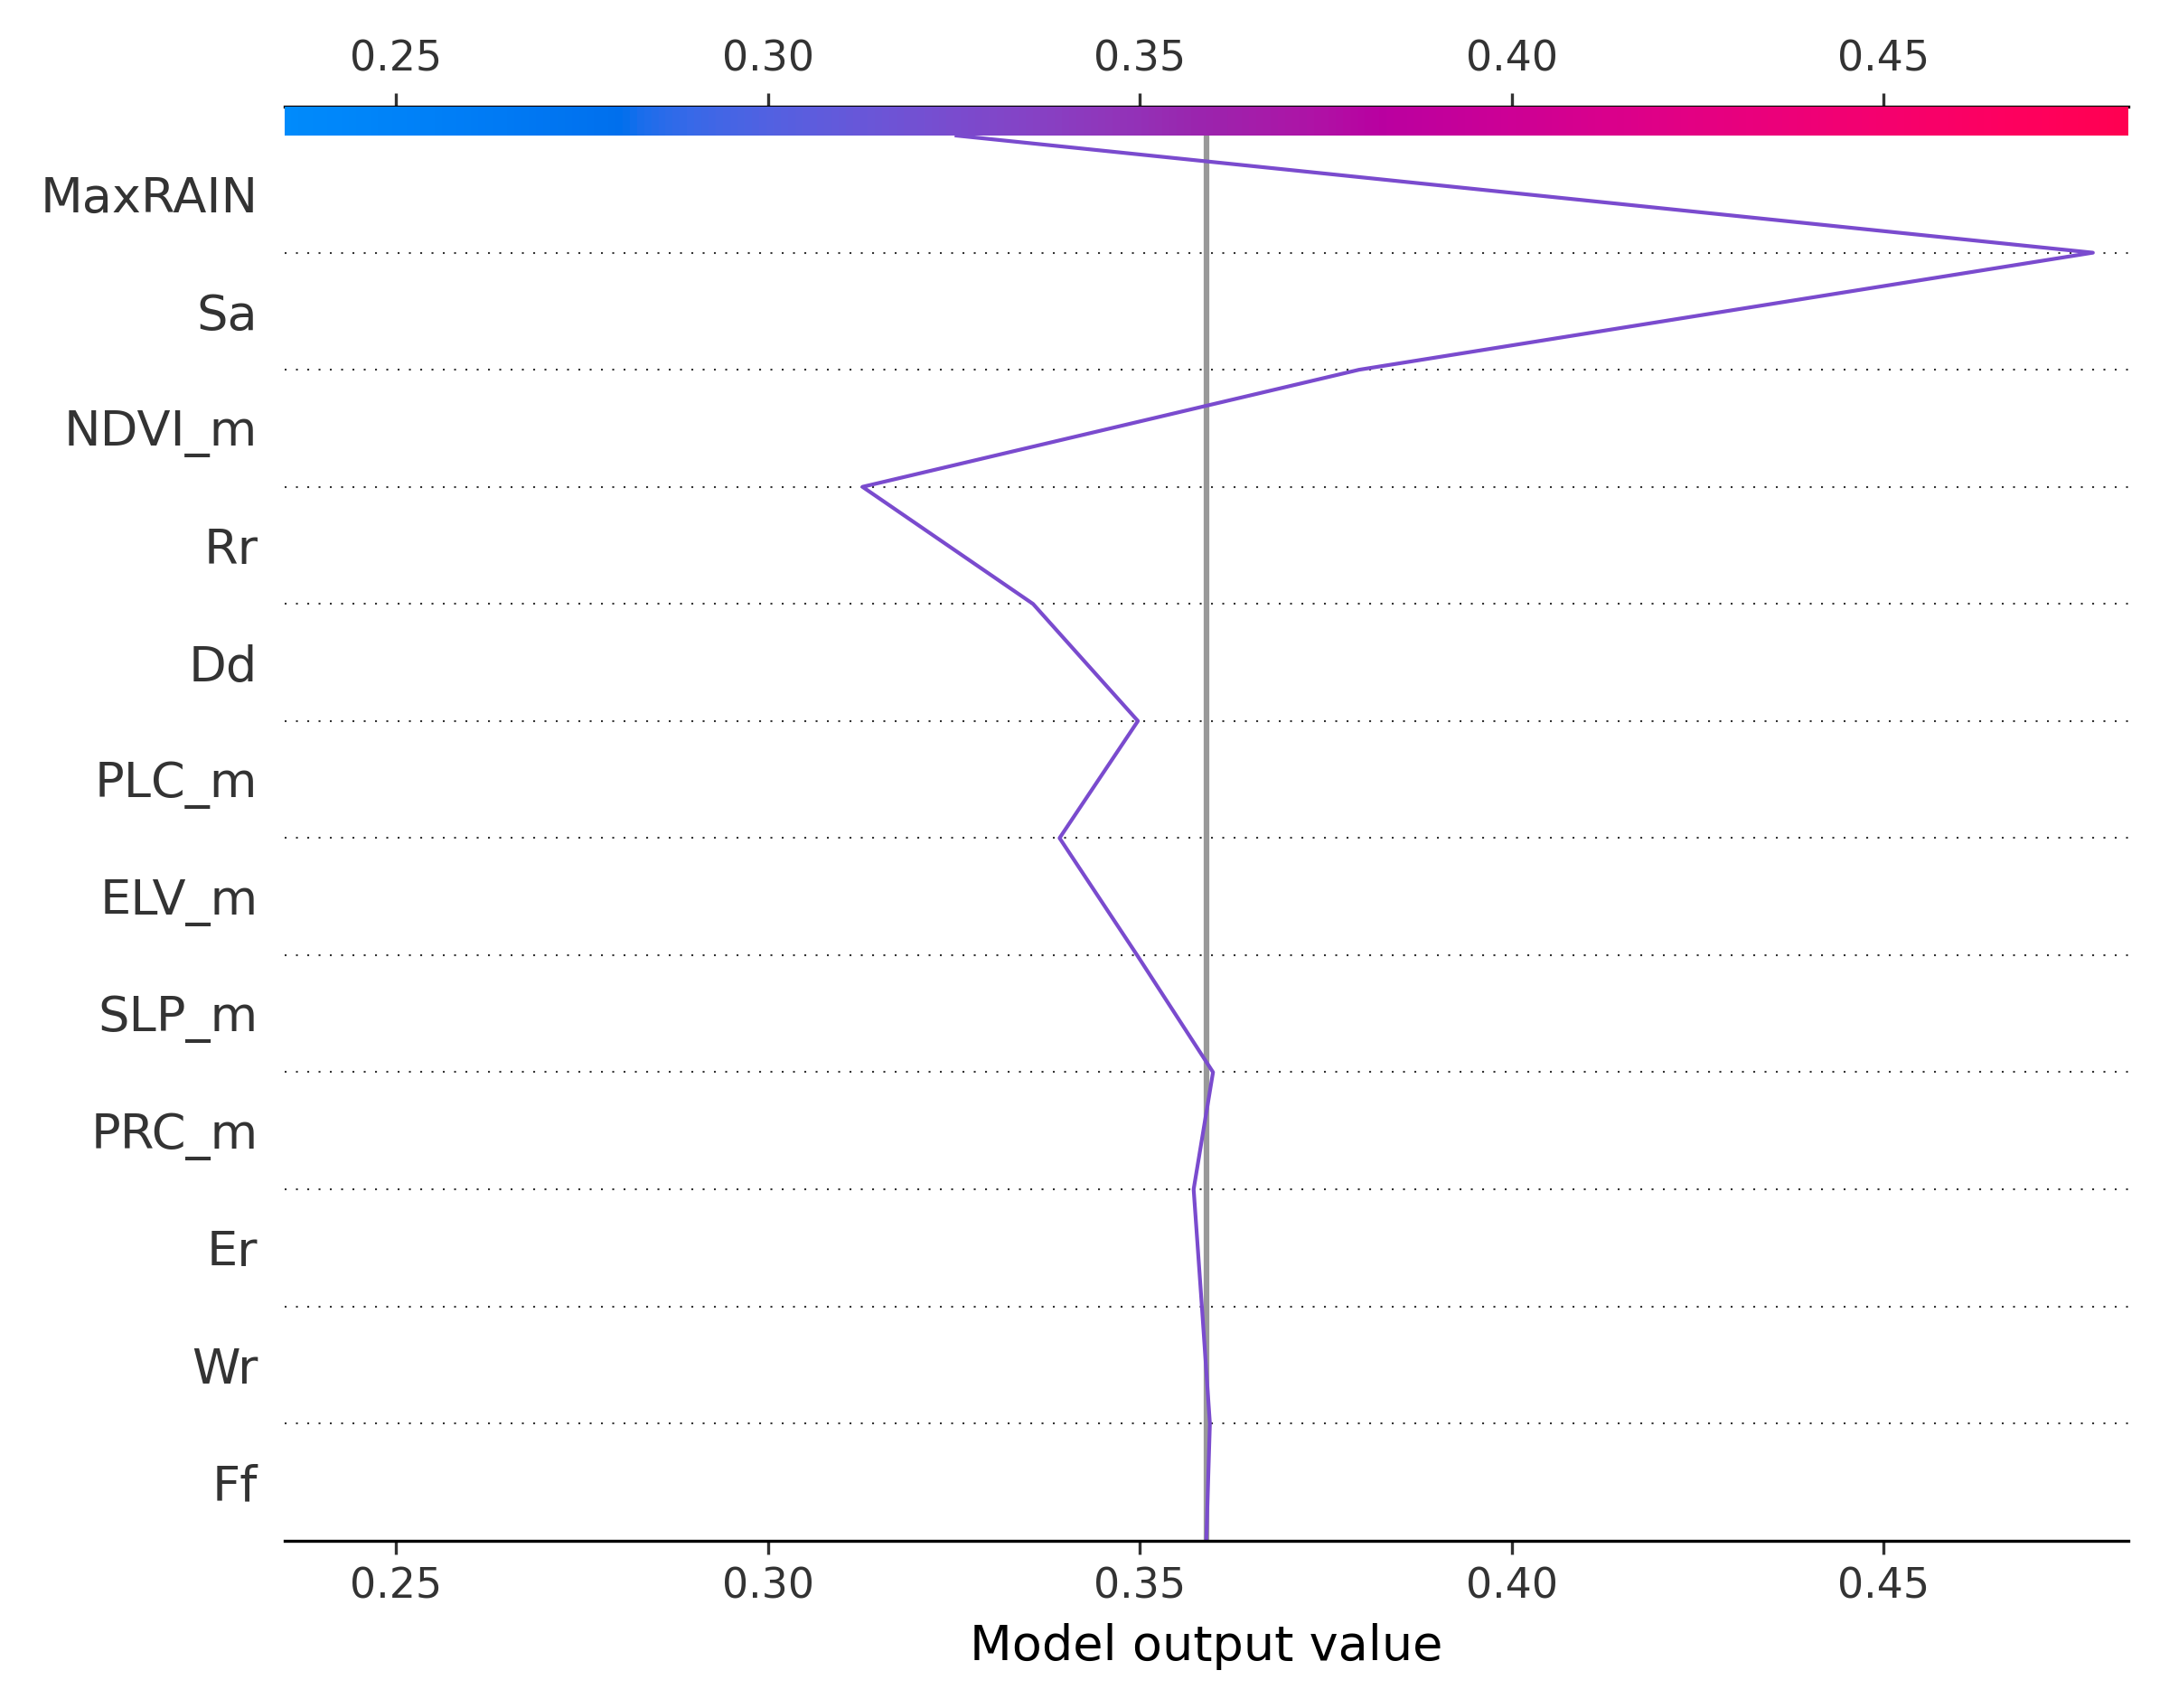 0.25 0.30 0.35 0.40 0.45
MaxRAIN
Sa
NDVI_m
Rr
Dd
PLC_m
ELV_m
SLP_m
PRC_m
Er
Wr
Ff
0.25 0.30 0.35 0.40 0.45
Model output value